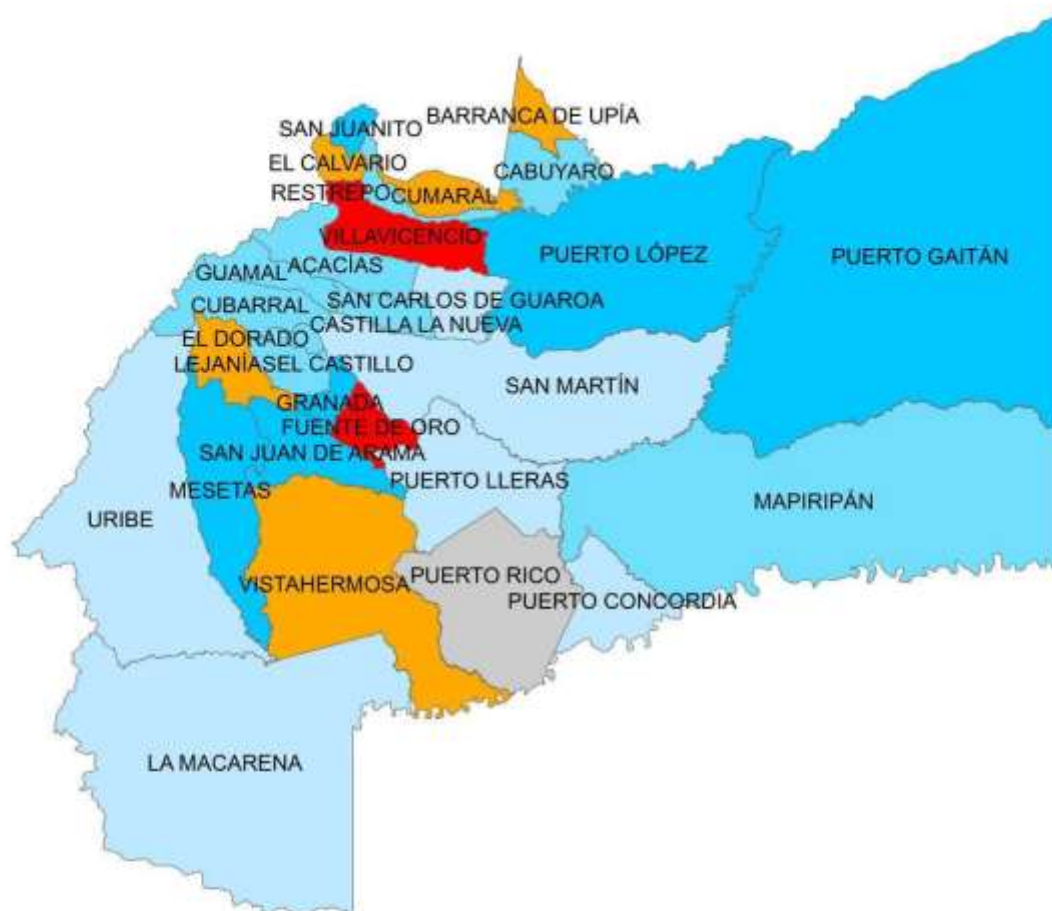 BARRANCA DE UPÍA
SAN JUANITO
EL CALVARIO
CABUYARO
RESTREPO
CUMARAL
VILLAVICENCIO
PUERTO LÓPEZ
PUERTO GAITÁN
ACACÍAS
GUAMAL
SAN CARLOS DE GUAROA
CUBARRAL
CASTILLA LA NUEVA
EL DORADO
LEJANÍAS
EL CASTILLO
SAN MARTÍN
GRANADA
FUENTE DE ORO
SAN JUAN DE ARAMA
PUERTO LLERAS
MESETAS
MAPIRIPÁN
URIBE
PUERTO RICO
VISTAHERMOSA
PUERTO CONCORDIA
LA MACARENA